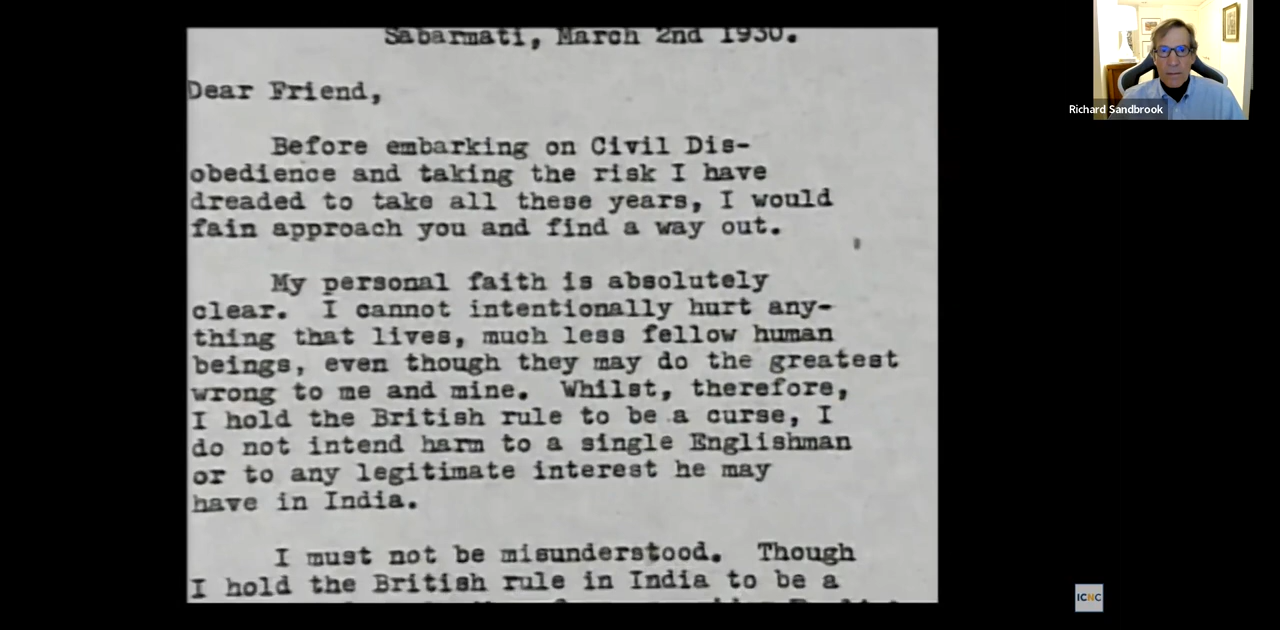 Sabarmati, March 2nd 1930.
Dear Friend,
Before embarking on Civil Dis-
obedience and taking the risk I have
dreaded to take all these years, I would
fain approach you and find a way out.
My personal faith is absolutely
clear. I cannot intentionally hurt any-
thing that lives, much less fellow human
beings, even though they may do the greatest
wrong to me and mine. Whilst, therefore,
I hold the British rule to be a curse, I
do not intend harm to a single Englishman
or to any legitimate interest he may
have in India.
I must not be misunderstood. Though
I hold the British rule in India to be a
Richard Sandbrook
ICNC